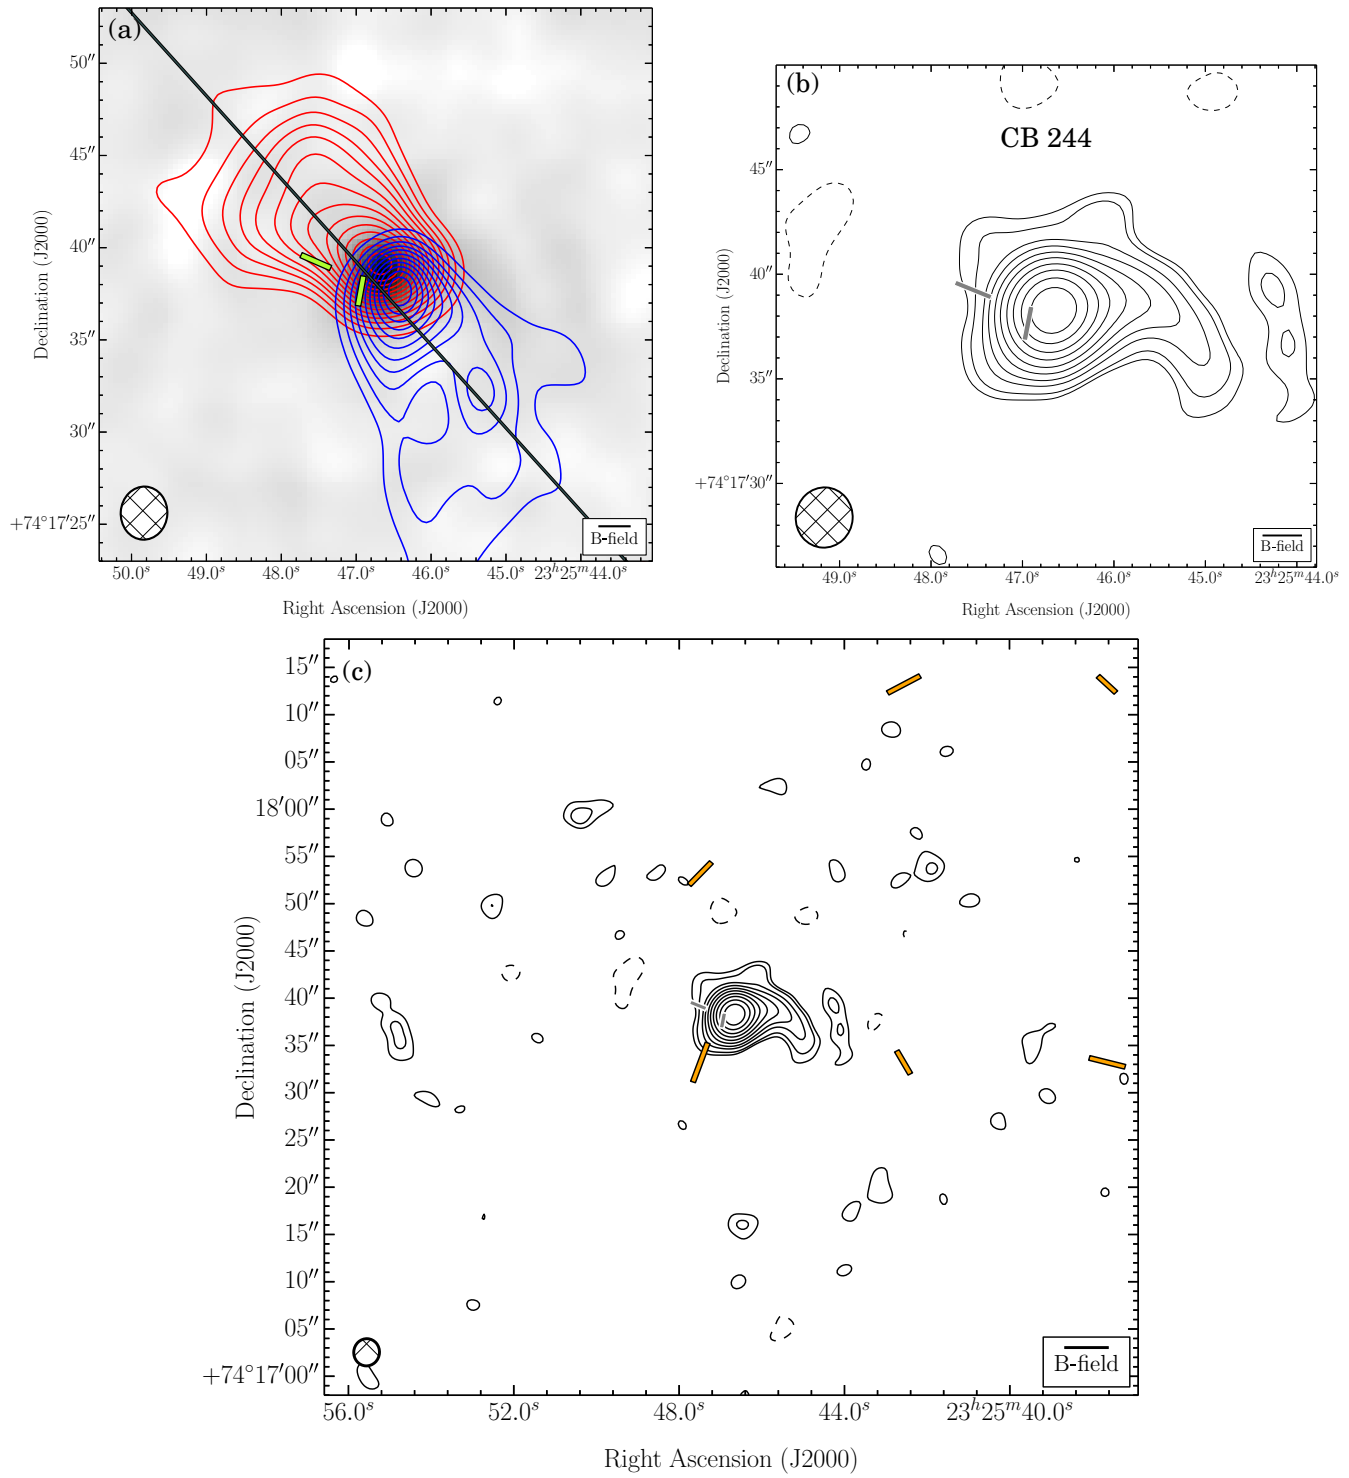 (a)
50″
45″
40″
35″
30″
+74°17′25″
Declination (J2000)
B-field
50.0ˢ 49.0ˢ 48.0ˢ 47.0ˢ 46.0ˢ 45.0ˢ 23ʰ25ᵐ44.0ˢ
Right Ascension (J2000)
(b)
CB 244
45″
40″
35″
+74°17′30″
Declination (J2000)
B-field
49.0ˢ 48.0ˢ 47.0ˢ 46.0ˢ 45.0ˢ 23ʰ25ᵐ44.0ˢ
Right Ascension (J2000)
(c)
15″
10″
05″
18′00″
55″
50″
45″
40″
35″
30″
25″
20″
15″
10″
05″
+74°17′00″
Declination (J2000)
B-field
56.0ˢ 52.0ˢ 48.0ˢ 44.0ˢ 23ʰ25ᵐ40.0ˢ
Right Ascension (J2000)